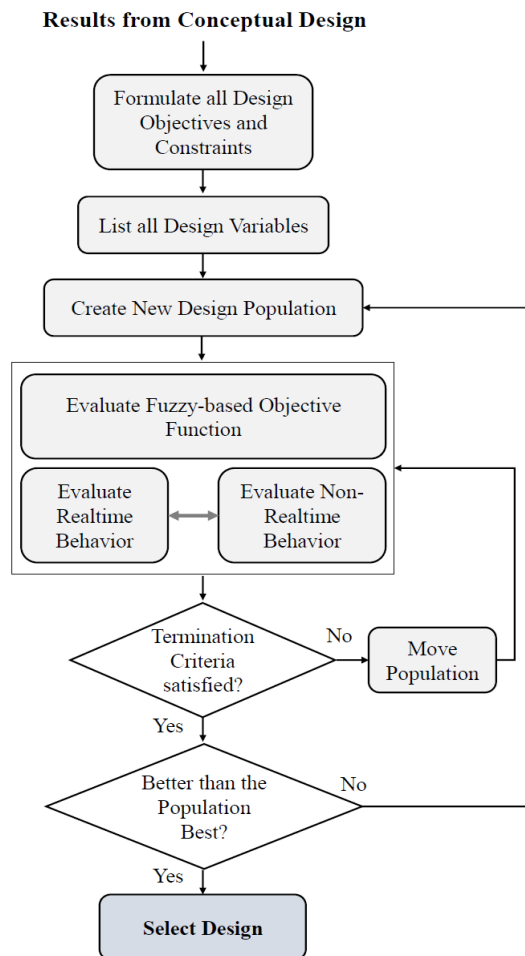 Results from Conceptual Design
Formulate all Design
Objectives and
Constraints
List all Design Variables
Create New Design Population
Evaluate Fuzzy-based Objective
Function
Evaluate
Realtime
Behavior
Evaluate Non-
Realtime
Behavior
Termination
Criteria
satisfied?
No
Move
Population
Yes
Better than the
Population
Best?
No
Yes
Select Design